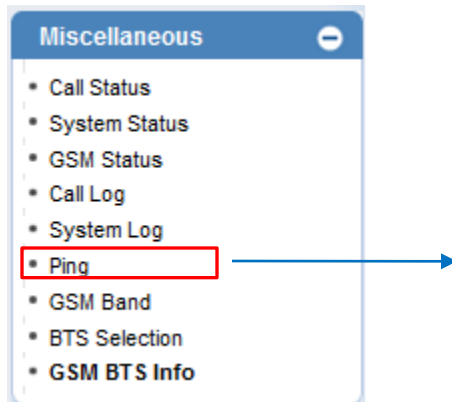 Miscellaneous
Call Status
System Status
GSM Status
Call Log
System Log
Ping
GSM Band
BTS Selection
GSM BTS Info